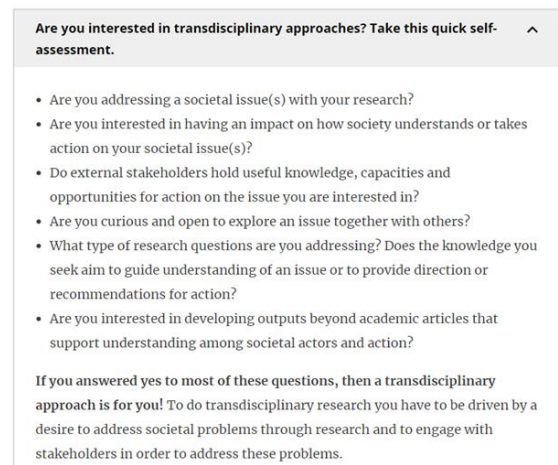 Are you interested in transdisciplinary approaches? Take this quick self-
assessment.
• Are you addressing a societal issue(s) with your research?
• Are you interested in having an impact on how society understands or takes
action on your societal issue(s)?
• Do external stakeholders hold useful knowledge, capacities and
opportunities for action on the issue you are interested in?
• Are you curious and open to explore an issue together with others?
• What type of research questions are you addressing? Does the knowledge you
seek aim to guide understanding of an issue or to provide direction or
recommendations for action?
• Are you interested in developing outputs beyond academic articles that
support understanding among societal actors and action?
If you answered yes to most of these questions, then a transdisciplinary
approach is for you! To do transdisciplinary research you have to be driven by a
desire to address societal problems through research and to engage with
stakeholders in order to address these problems.